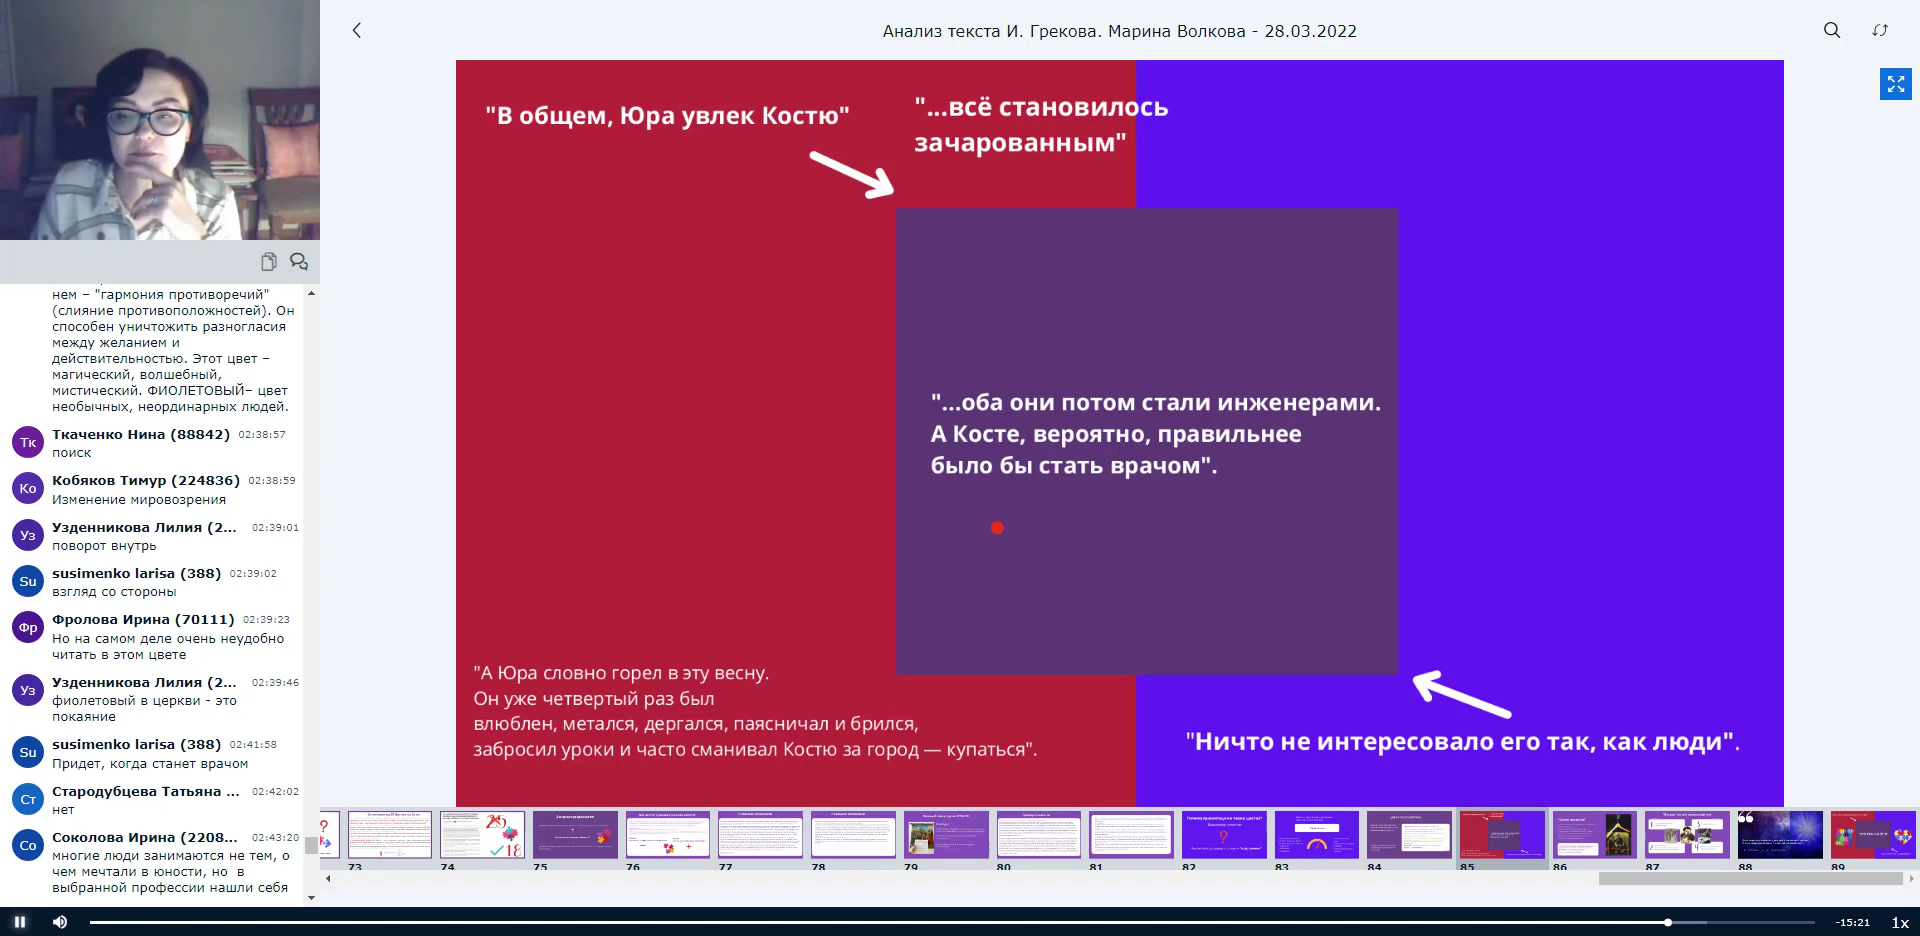 Анализ текста И. Грекова. Марина Волкова - 28.03.2022
"В общем, Юра увлек Костю"
"...всё становилось
зачарованным"
"...оба они потом стали инженерами.
А Косте, вероятно, правильнее
было бы стать врачом".
"А Юра словно горел в эту весну.
Он уже четвертый раз был
влюблен, метался, дергался, паясничал и брился,
забросил уроки и часто сманивал Костю за город — купаться".
"Ничто не интересовало его так, как люди".
нем – "гармония противоречий"
(слияние противоположностей). Он
способен уничтожить разногласия
между желанием и
действительностью. Этот цвет –
магический, волшебный,
мистический. ФИОЛЕТОВЫЙ– цвет
необычных, неординарных людей.
Тк
Ткаченко Нина (88842) 02:38:57
поиск
Ко
Кобяков Тимур (224836) 02:38:59
Изменение мировозрения
Уз
Узденникова Лилия (2... 02:39:01
поворот внутрь
Su
susimenko larisa (388) 02:39:02
взгляд со стороны
Фр
Фролова Ирина (70111) 02:39:23
Но на самом деле очень неудобно
читать в этом цвете
Уз
Узденникова Лилия (2... 02:39:46
фиолетовый в церкви - это
покаяние
Su
susimenko larisa (388) 02:41:58
Придет, когда станет врачом
Ст
Стародубцева Татьяна ... 02:42:02
нет
Со
Соколова Ирина (2208... 02:43:20
многие люди занимаются не тем, о
чем мечтали в юности, но в
выбранной профессии нашли себя
73 74 75 76 77 78 79 80 81 82 83 84 85 86 87 88 89
-15:21 1x